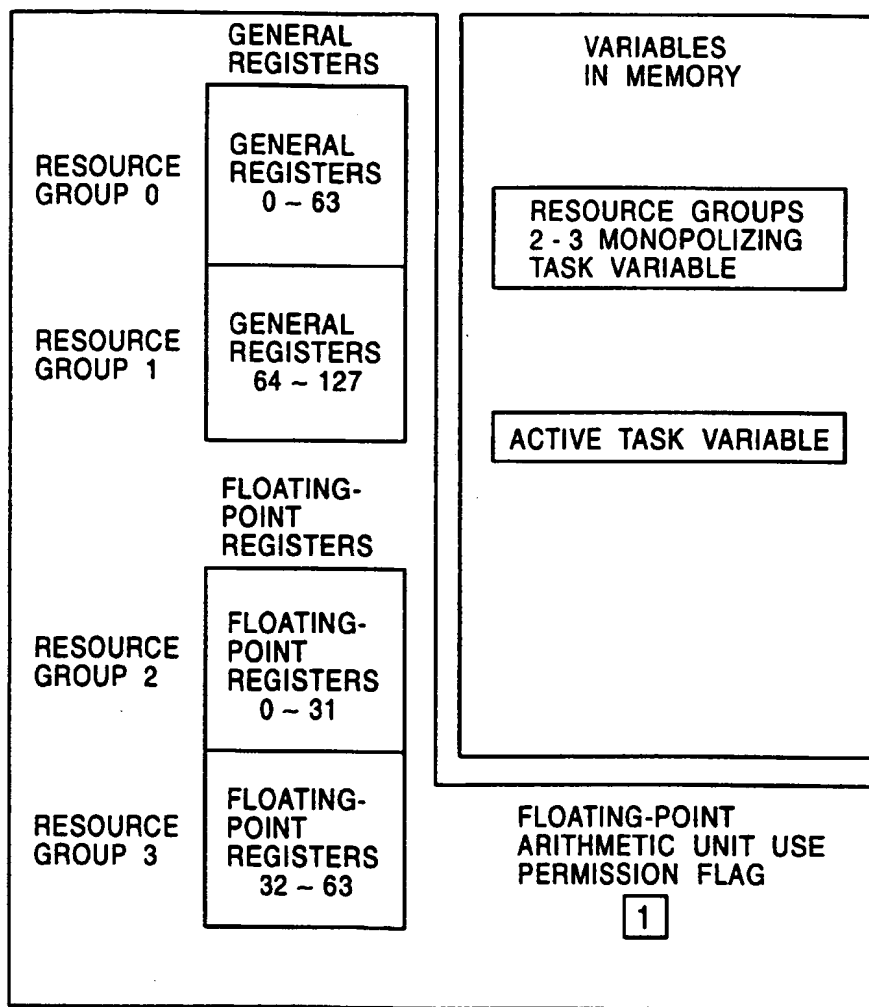 GENERAL
REGISTERS
RESOURCE
GROUP 0
GENERAL
REGISTERS
0 ~ 63
RESOURCE
GROUP 1
GENERAL
REGISTERS
64 ~ 127
FLOATING-
POINT
REGISTERS
RESOURCE
GROUP 2
FLOATING-
POINT
REGISTERS
0 ~ 31
RESOURCE
GROUP 3
FLOATING-
POINT
REGISTERS
32 ~ 63
VARIABLES
IN MEMORY
RESOURCE GROUPS
2 - 3 MONOPOLIZING
TASK VARIABLE
ACTIVE TASK VARIABLE
FLOATING-POINT
ARITHMETIC UNIT USE
PERMISSION FLAG
1